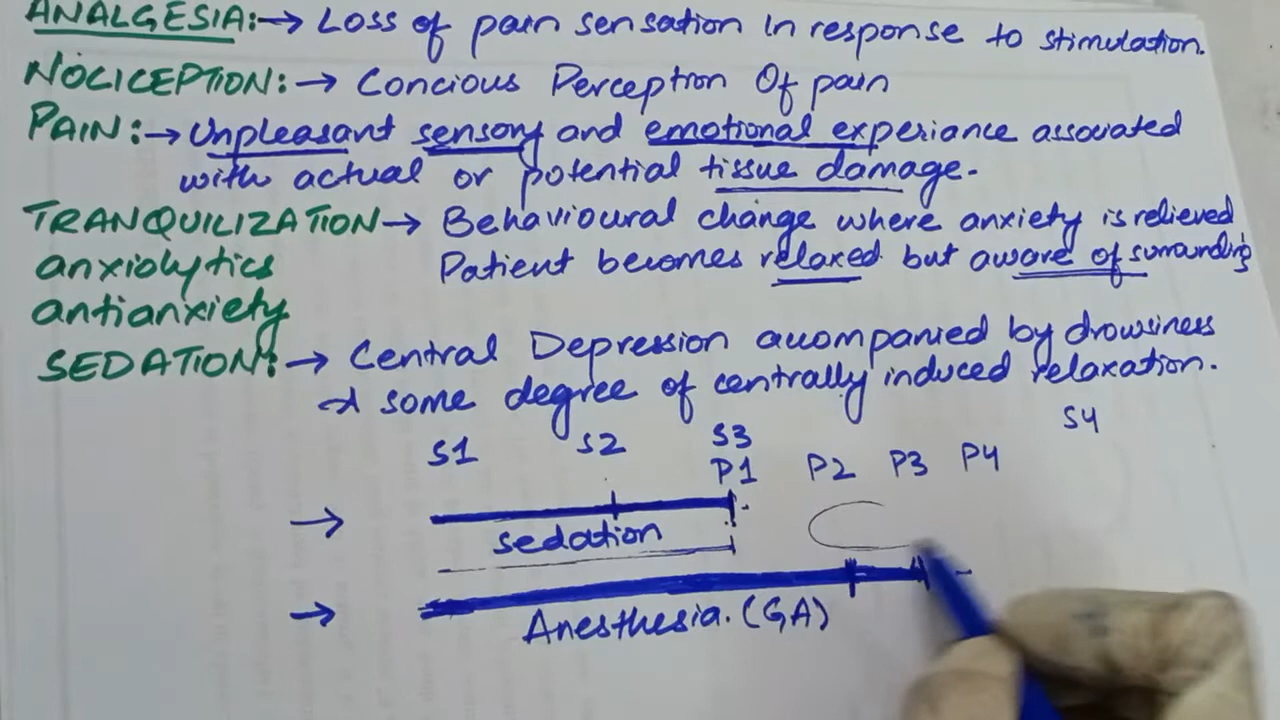 ANALGESIA:→ Loss of pain sensation in response to stimulation.
NOCICEPTION:→ Concious Perception Of pain
PAIN:→ Unpleasant sensory and emotional experiance associated
with actual or potential tissue damage.
TRANQUILIZATION→ Behavioural change where anxiety is relieved
anxiolytics Patient becomes relaxed but aware of surrounding
antianxiety
SEDATION:→ Central Depression accompanied by drowsiness
& some degree of centrally induced relaxation.
S1 S2 S3 S4
P1 P2 P3 P4
→ sedation
→ Anesthesia. (GA)